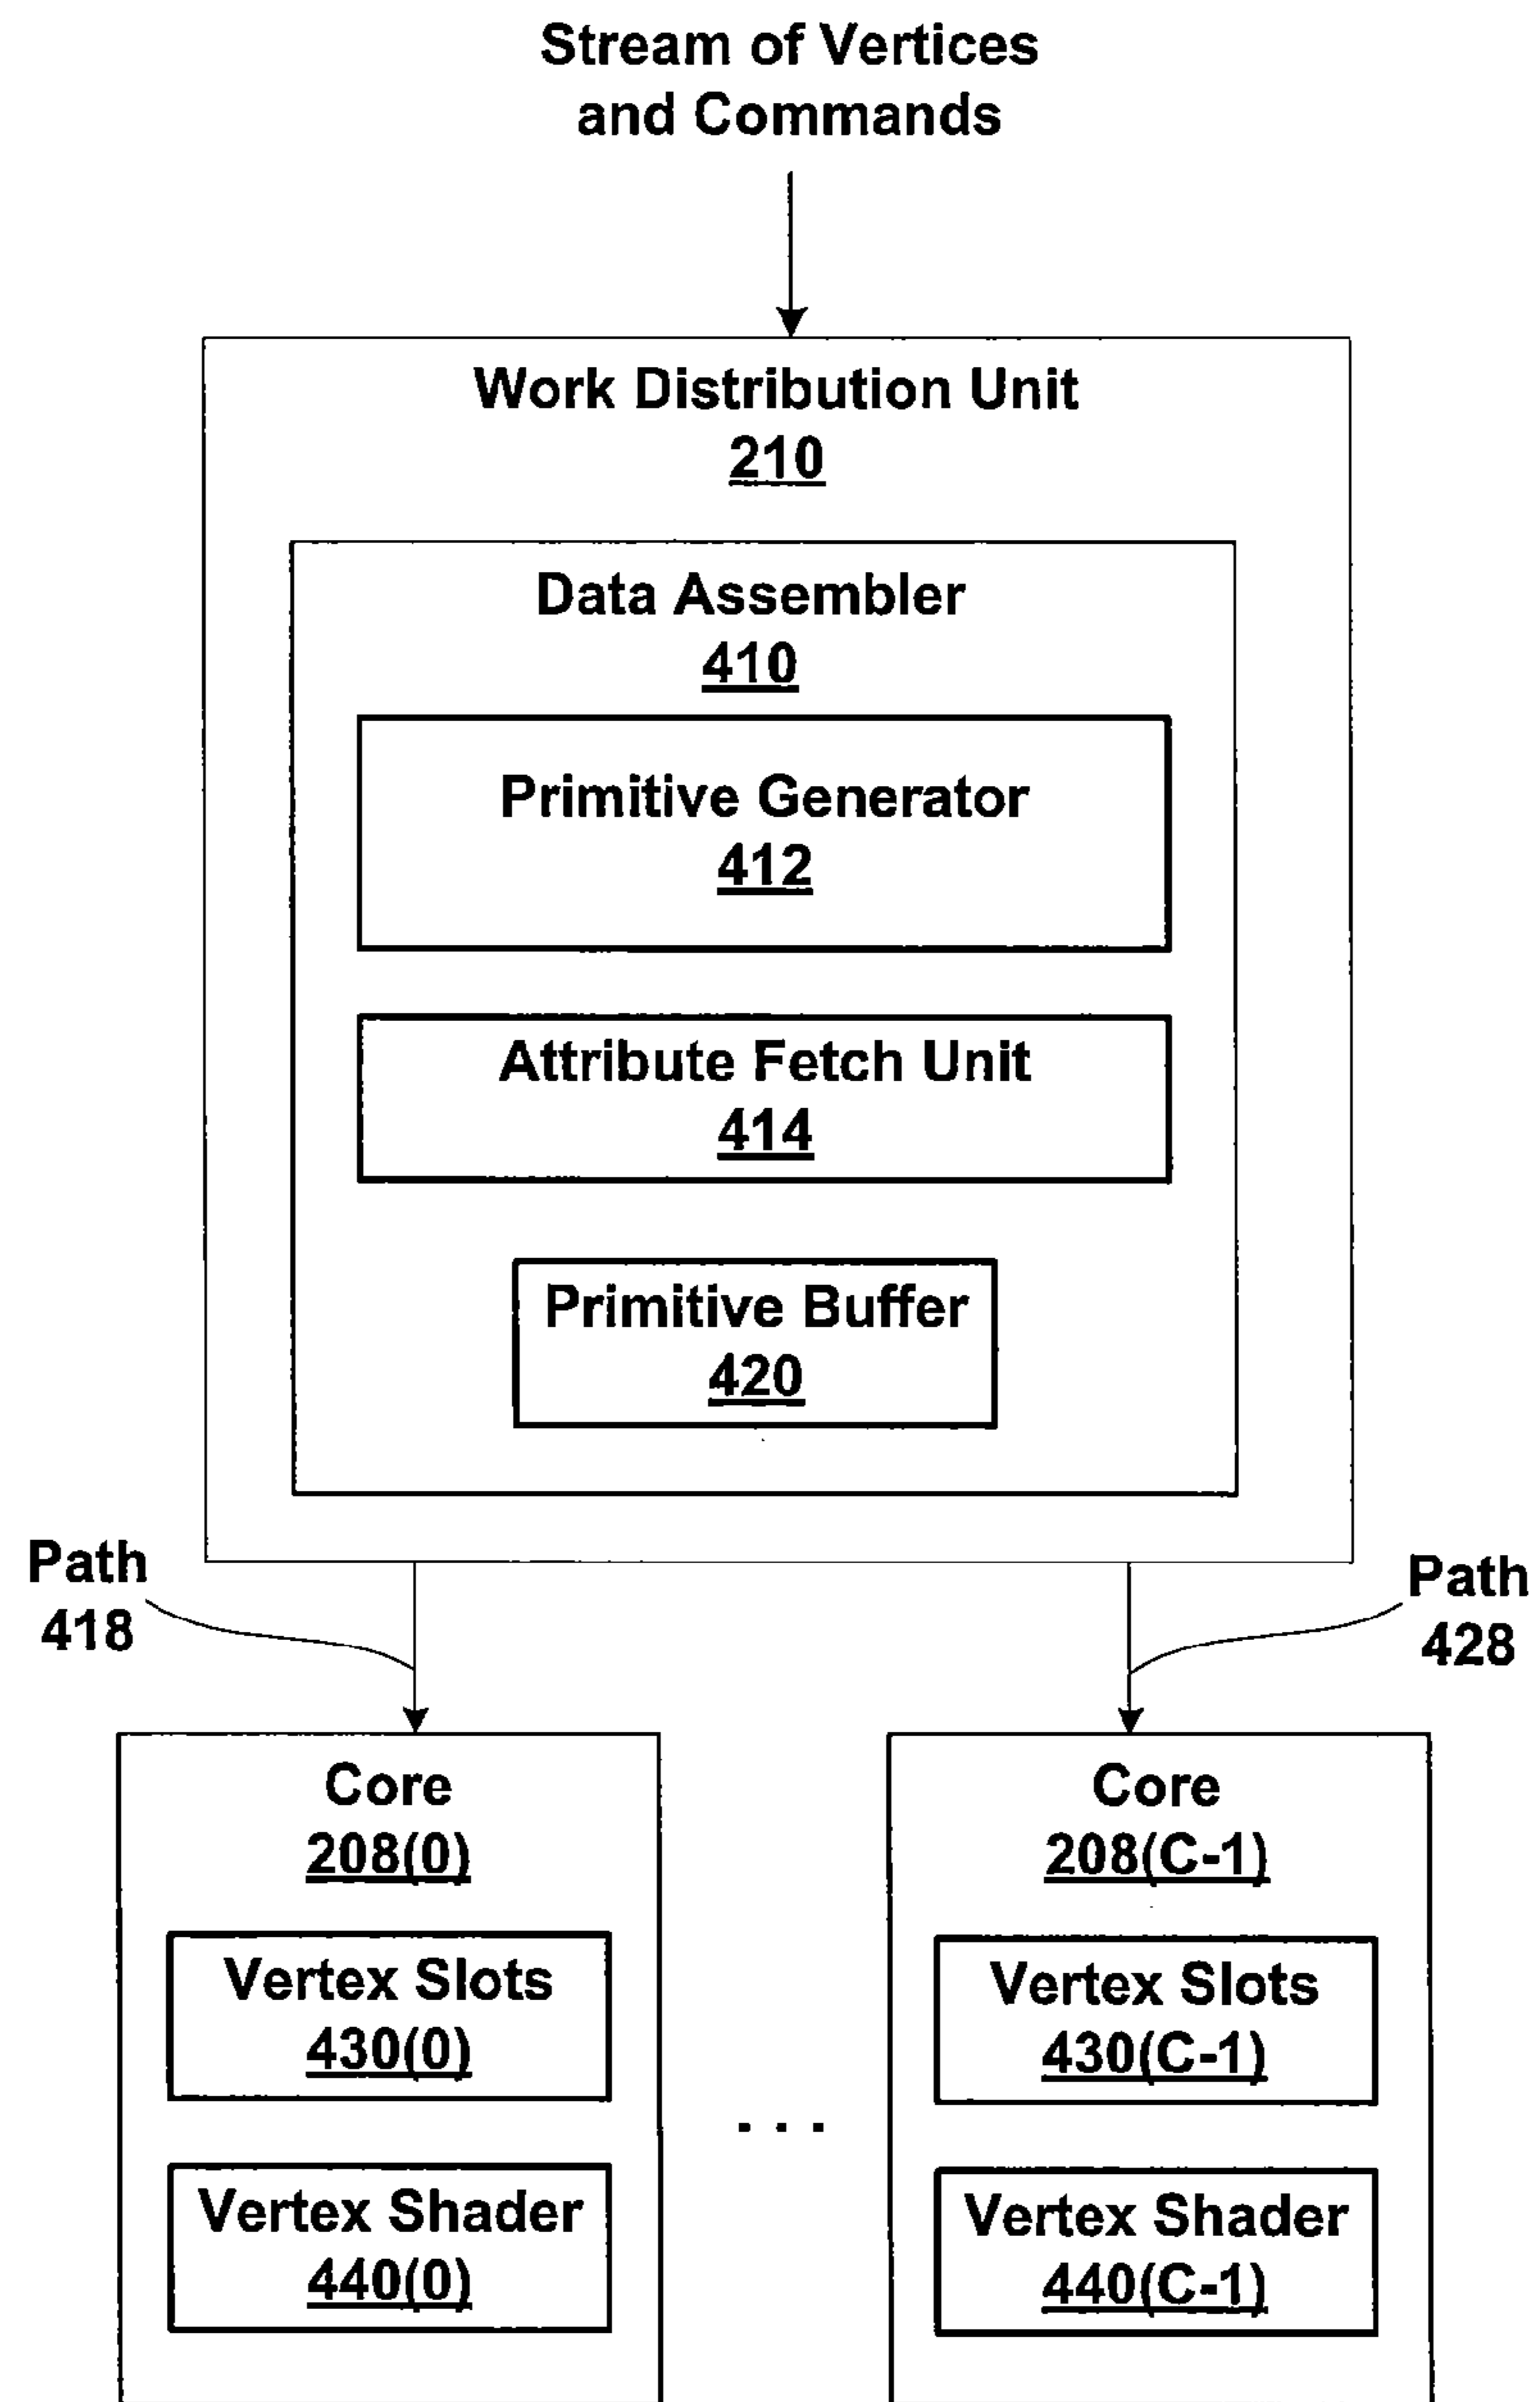 Stream of Vertices
and Commands
Work Distribution Unit
210
Data Assembler
410
Primitive Generator
412
Attribute Fetch Unit
414
Primitive Buffer
420
Path
418
Path
428
Core
208(0)
Vertex Slots
430(0)
Vertex Shader
440(0)
. . .
Core
208(C-1)
Vertex Slots
430(C-1)
Vertex Shader
440(C-1)